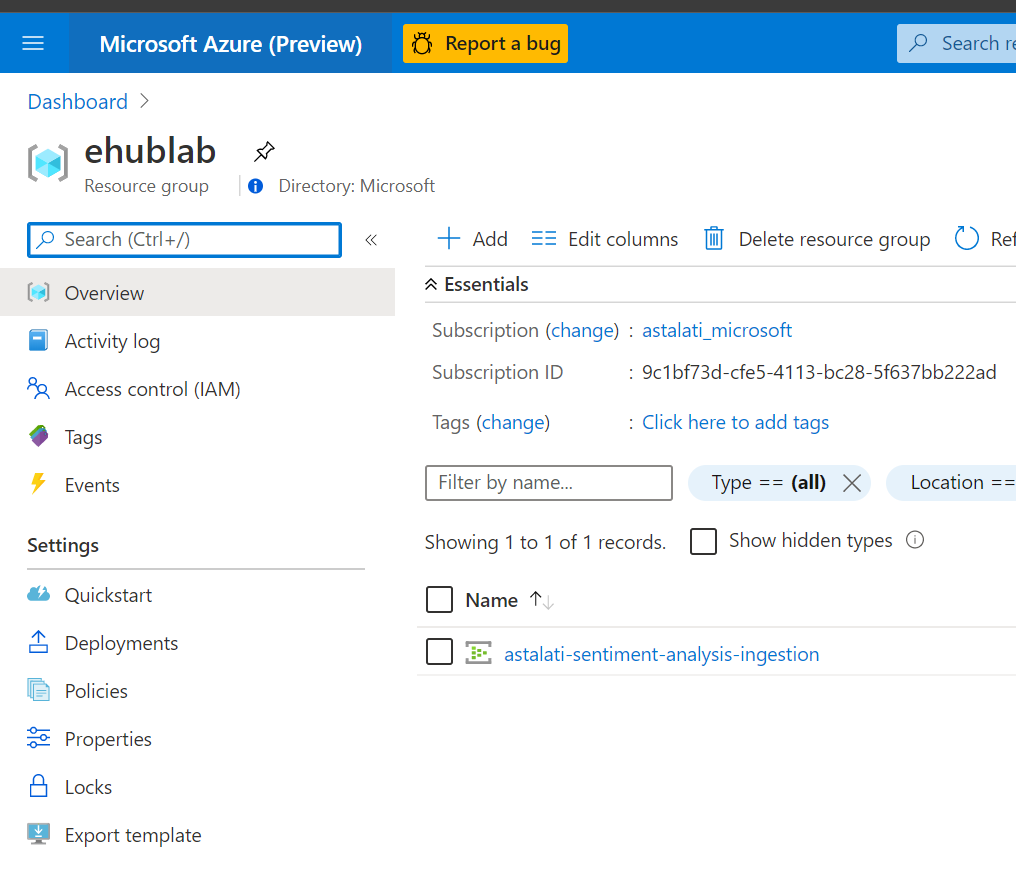 Microsoft Azure (Preview)
Report a bug
Search re
Dashboard
ehublab
Resource group
Directory: Microsoft
Search (Ctrl+/)
«
Add
Edit columns
Delete resource group
Ref
Overview
Activity log
Access control (IAM)
Tags
Events
Settings
Quickstart
Deployments
Policies
Properties
Locks
Export template
Essentials
Subscription (change) : astalati_microsoft
Subscription ID : 9c1bf73d-cfe5-4113-bc28-5f637bb222ad
Tags (change) : Click here to add tags
Filter by name...
Type == (all)
Location ==
Showing 1 to 1 of 1 records.
Show hidden types
Name ↑↓
astalati-sentiment-analysis-ingestion